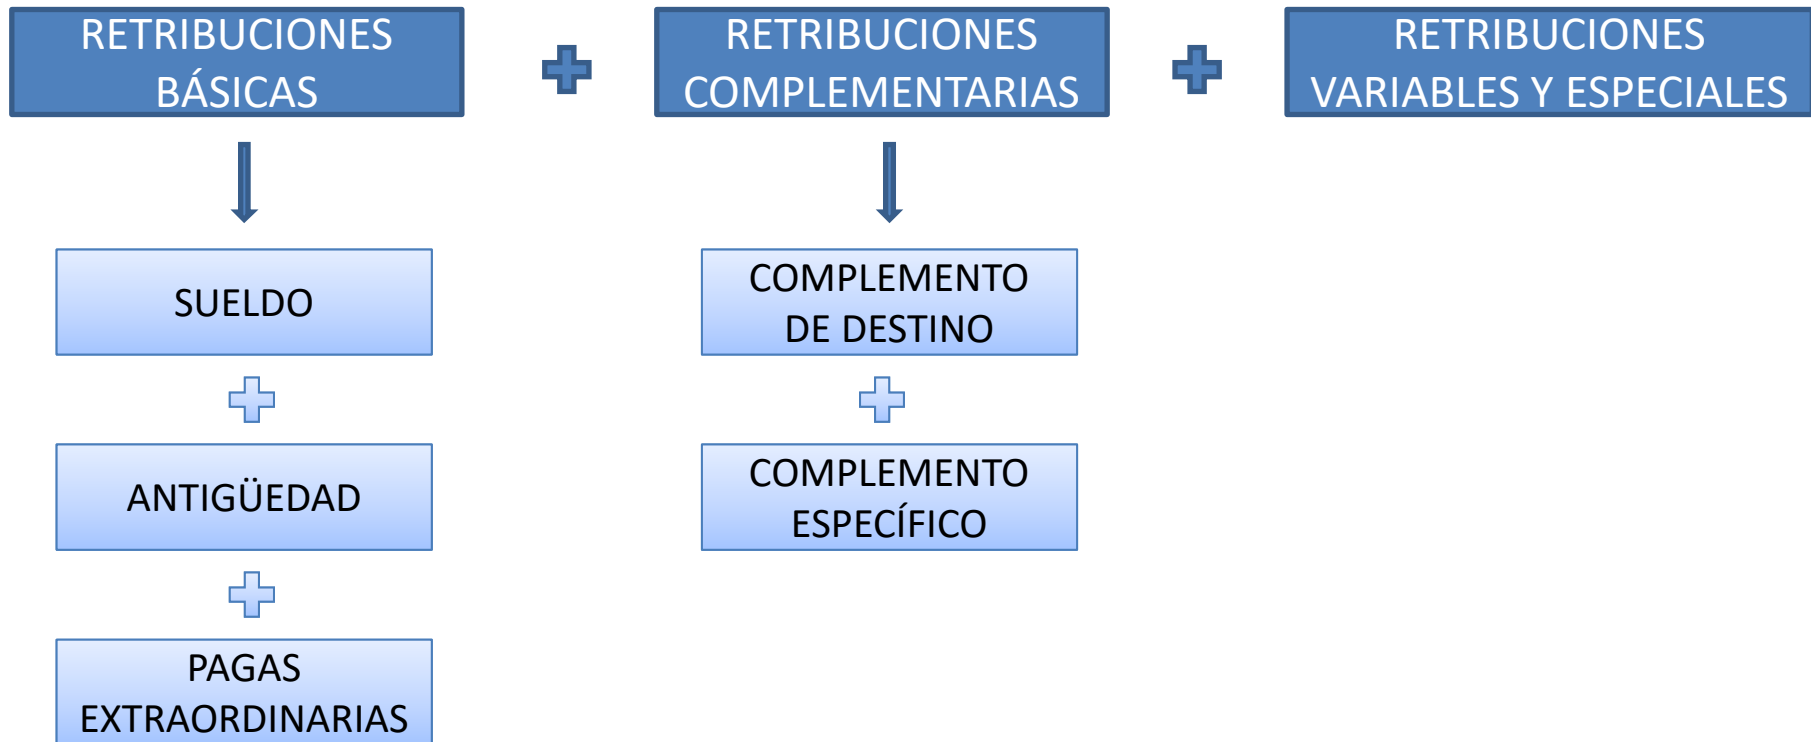 RETRIBUCIONES
BÁSICAS
RETRIBUCIONES
COMPLEMENTARIAS
RETRIBUCIONES
VARIABLES Y ESPECIALES
SUELDO
ANTIGÜEDAD
PAGAS
EXTRAORDINARIAS
COMPLEMENTO
DE DESTINO
COMPLEMENTO
ESPECÍFICO